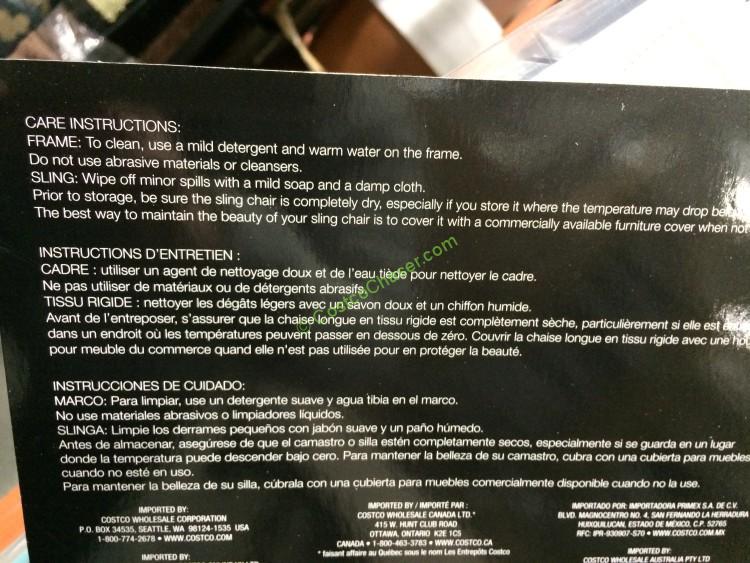 CARE INSTRUCTIONS:
FRAME: To clean, use a mild detergent and warm water on the frame.
Do not use abrasive materials or cleansers.
SLING: Wipe off minor spills with a mild soap and a damp cloth.
Prior to storage, be sure the sling chair is completely dry, especially if you store it where the temperature may drop
The best way to maintain the beauty of your sling chair is to cover it with a commercially available furniture cover when not
INSTRUCTIONS D'ENTRETIEN :
CADRE : utiliser un agent de nettoyage doux et de l'eau tiède pour nettoyer le cadre.
Ne pas utiliser de matériaux ou de détergents abrasifs.
TISSU RIGIDE : nettoyer les dégâts légers avec un savon doux et un chiffon humide.
Avant de l'entreposer, s'assurer que la chaise longue en tissu rigide est complètement sèche, particulièrement si elle est
dans un endroit où les températures peuvent passer en dessous de zéro. Couvrir la chaise longue en tissu rigide avec une
pour meuble du commerce quand elle n'est pas utilisée pour en protéger la beauté.
© CostcoChaser.com
INSTRUCCIONES DE CUIDADO:
MARCO: Para limpiar, use un detergente suave y agua tibia en el marco.
No use materiales abrasivos o limpiadores líquidos.
SLINGA: Limpie los derrames pequeños con jabón suave y un paño húmedo.
Antes de almacenar, asegúrese de que el camastro o silla estén completamente secos, especialmente si se guarda en un lugar
donde la temperatura puede descender bajo cero. Para mantener la belleza de su camastro, cubra con una cubierta para muebles
cuando no esté en uso.
Para mantener la belleza de su silla, cúbrala con una cubierta para muebles comercialmente disponible cuando no la use.
IMPORTED BY:
COSTCO WHOLESALE CORPORATION
P.O. BOX 34535, SEATTLE, WA 98124-1535 USA
1-800-774-2678 • WWW.COSTCO.COM
IMPORTED BY:
IMPORTED BY / IMPORTÉ PAR :
COSTCO WHOLESALE CANADA LTD.*
415 W. HUNT CLUB ROAD
OTTAWA, ONTARIO K2E 1C5
CANADA • 1-800-463-3783 • WWW.COSTCO.CA
* faisant affaire au Québec sous le nom Les Entrepôts Costco
IMPORTADO POR: IMPORTADORA PRIMEX S.A. DE C.V.
BLVD. MAGNOCENTRO NO. 4, SAN FERNANDO LA HERRADURA
HUIXQUILUCAN, ESTADO DE MÉXICO, C.P. 52765
RFC: IPR-930907-S70 • WWW.COSTCO.COM.MX
IMPORTED BY:
COSTCO WHOLESALE AUSTRALIA PTY LTD